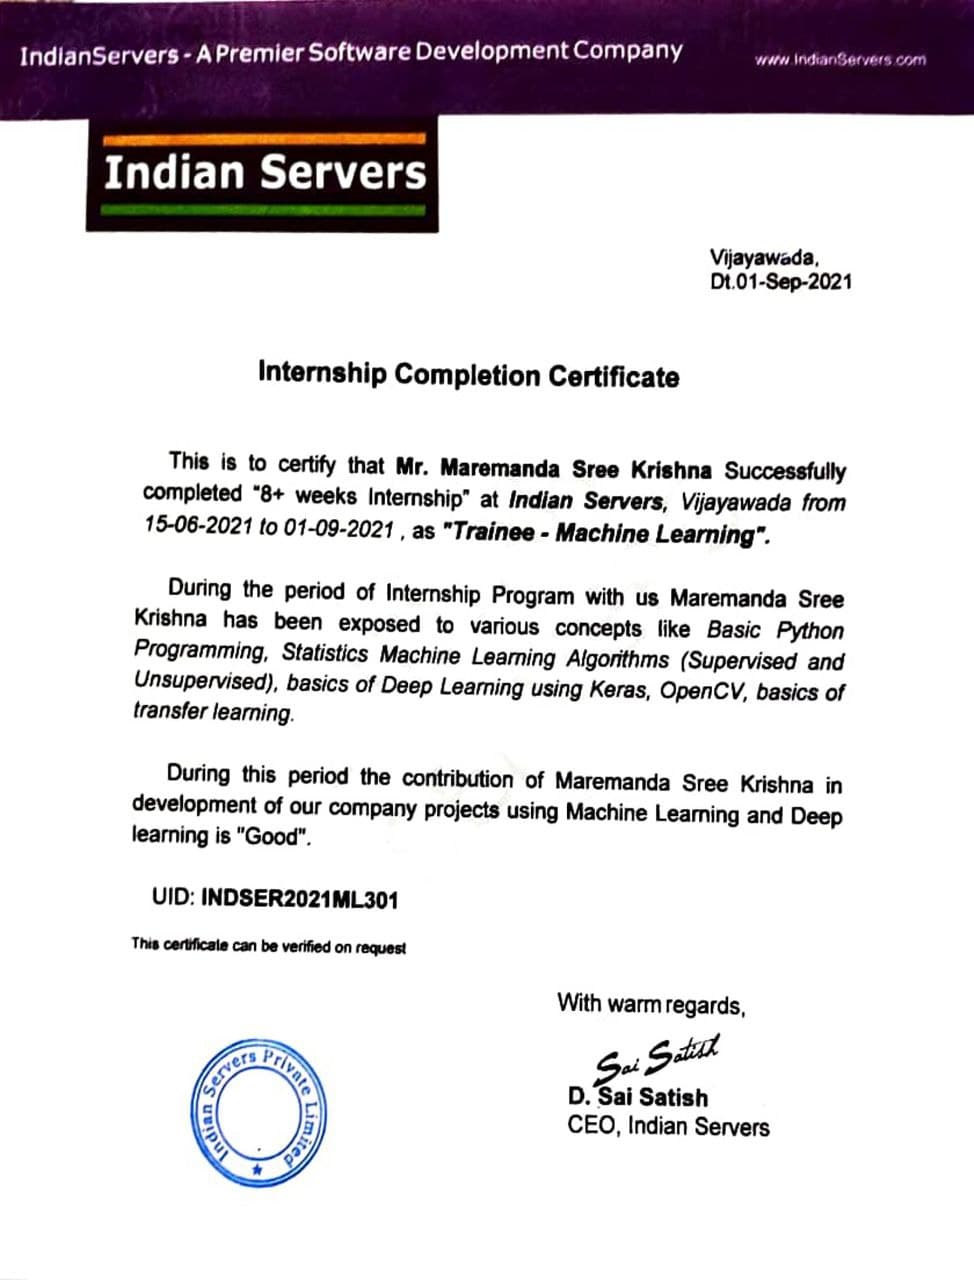 IndianServers - A Premier Software Development Company
www.IndianServers.com
Indian Servers
Vijayawada,
Dt.01-Sep-2021
Internship Completion Certificate
This is to certify that Mr. Maremanda Sree Krishna Successfully
completed "8+ weeks Internship" at Indian Servers, Vijayawada from
15-06-2021 to 01-09-2021 , as "Trainee - Machine Learning".
During the period of Internship Program with us Maremanda Sree
Krishna has been exposed to various concepts like Basic Python
Programming, Statistics Machine Learning Algorithms (Supervised and
Unsupervised), basics of Deep Learning using Keras, OpenCV, basics of
transfer learning.
During this period the contribution of Maremanda Sree Krishna in
development of our company projects using Machine Learning and Deep
learning is "Good".
UID: INDSER2021ML301
This certificate can be verified on request
With warm regards,
Sai Satish
D. Sai Satish
CEO, Indian Servers
Indian Servers Private Limited